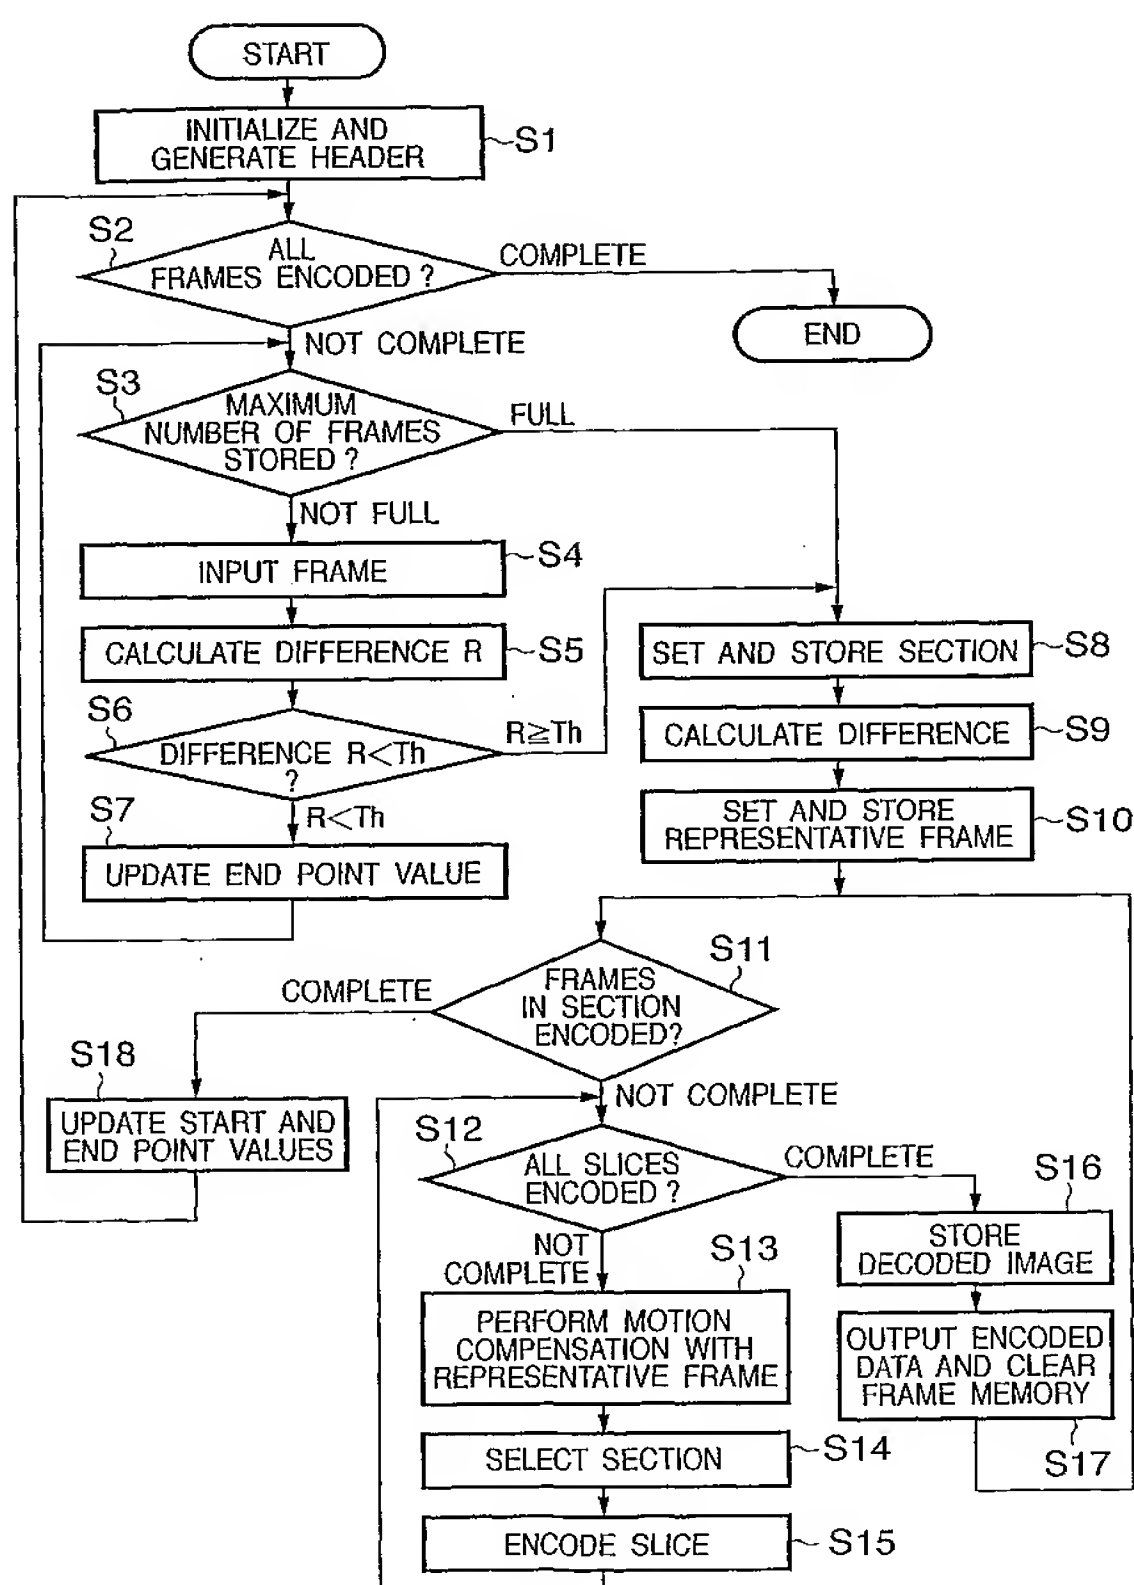 START
INITIALIZE AND
GENERATE HEADER
S1
S2
ALL
FRAMES ENCODED ?
COMPLETE
END
NOT COMPLETE
S3
MAXIMUM
NUMBER OF FRAMES
STORED ?
FULL
NOT FULL
INPUT FRAME
S4
CALCULATE DIFFERENCE R
S5
S6
DIFFERENCE R<Th
?
R≧Th
R<Th
S7
UPDATE END POINT VALUE
SET AND STORE SECTION
S8
CALCULATE DIFFERENCE
S9
SET AND STORE
REPRESENTATIVE FRAME
S10
S11
FRAMES
IN SECTION
ENCODED?
COMPLETE
S18
UPDATE START AND
END POINT VALUES
NOT COMPLETE
S12
ALL SLICES
ENCODED ?
COMPLETE
S16
STORE
DECODED IMAGE
OUTPUT ENCODED
DATA AND CLEAR
FRAME MEMORY
S17
NOT
COMPLETE
S13
PERFORM MOTION
COMPENSATION WITH
REPRESENTATIVE FRAME
SELECT SECTION
S14
ENCODE SLICE
S15